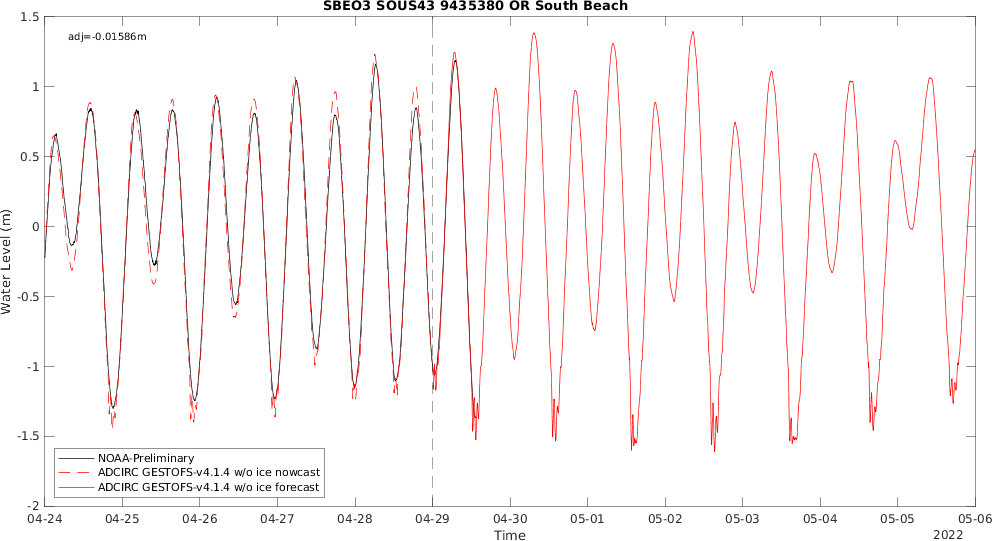 SBEO3 SOUS43 9435380 OR South Beach
adj=-0.01586m
Water Level (m)
1.5
1
0.5
0
-0.5
-1
-1.5
-2
NOAA-Preliminary
ADCIRC GESTOFS-v4.1.4 w/o ice nowcast
ADCIRC GESTOFS-v4.1.4 w/o ice forecast
04-24 04-25 04-26 04-27 04-28 04-29 04-30 05-01 05-02 05-03 05-04 05-05 05-06
Time
2022